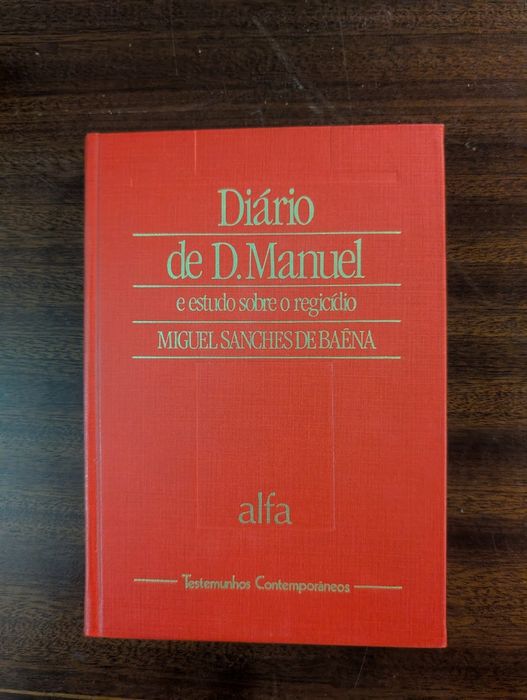 Diário
de D. Manuel
e estudo sobre o regicídio
MIGUEL SANCHES DE BAÊNA
alfa
Testemunhos Contemporâneos